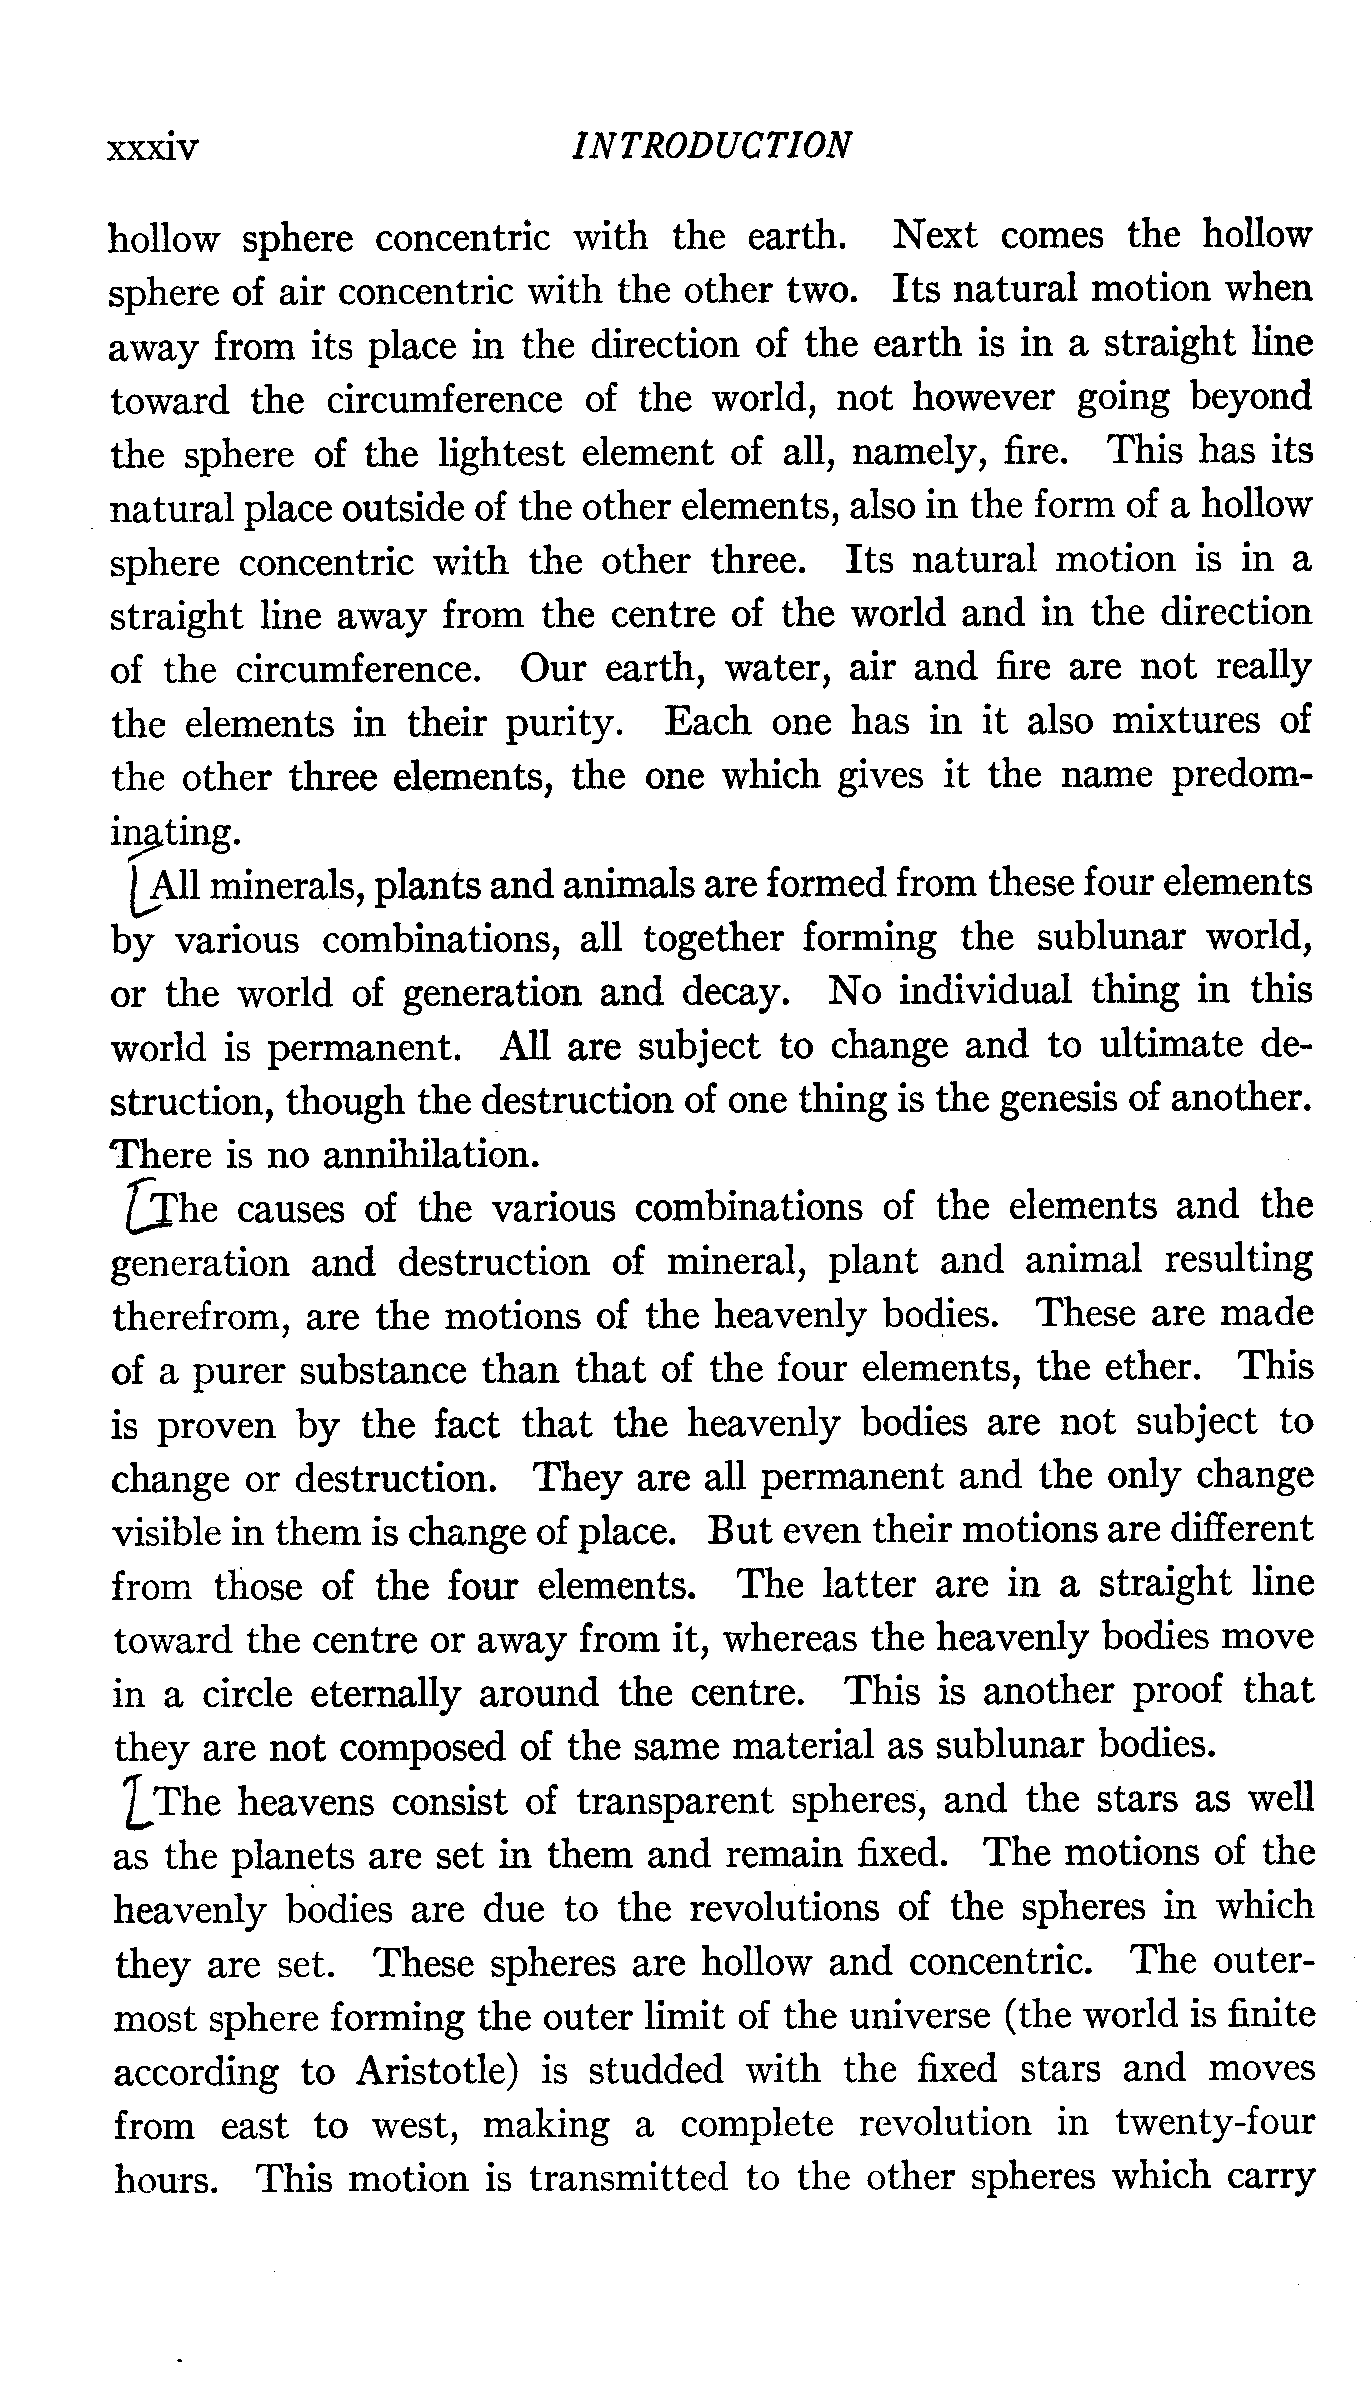 xxxiv INTRODUCTION
hollow sphere concentric with the earth. Next comes the hollow
sphere of air concentric with the other two. Its natural motion when
away from its place in the direction of the earth is in a straight line
toward the circumference of the world, not however going beyond
the sphere of the lightest element of all, namely, fire. This has its
natural place outside of the other elements, also in the form of a hollow
sphere concentric with the other three. Its natural motion is in a
straight line away from the centre of the world and in the direction
of the circumference. Our earth, water, air and fire are not really
the elements in their purity. Each one has in it also mixtures of
the other three elements, the one which gives it the name predom-
inating.
All minerals, plants and animals are formed from these four elements
by various combinations, all together forming the sublunar world,
or the world of generation and decay. No individual thing in this
world is permanent. All are subject to change and to ultimate de-
struction, though the destruction of one thing is the genesis of another.
There is no annihilation.
The causes of the various combinations of the elements and the
generation and destruction of mineral, plant and animal resulting
therefrom, are the motions of the heavenly bodies. These are made
of a purer substance than that of the four elements, the ether. This
is proven by the fact that the heavenly bodies are not subject to
change or destruction. They are all permanent and the only change
visible in them is change of place. But even their motions are different
from those of the four elements. The latter are in a straight line
toward the centre or away from it, whereas the heavenly bodies move
in a circle eternally around the centre. This is another proof that
they are not composed of the same material as sublunar bodies.
The heavens consist of transparent spheres, and the stars as well
as the planets are set in them and remain fixed. The motions of the
heavenly bodies are due to the revolutions of the spheres in which
they are set. These spheres are hollow and concentric. The outer-
most sphere forming the outer limit of the universe (the world is finite
according to Aristotle) is studded with the fixed stars and moves
from east to west, making a complete revolution in twenty-four
hours. This motion is transmitted to the other spheres which carry